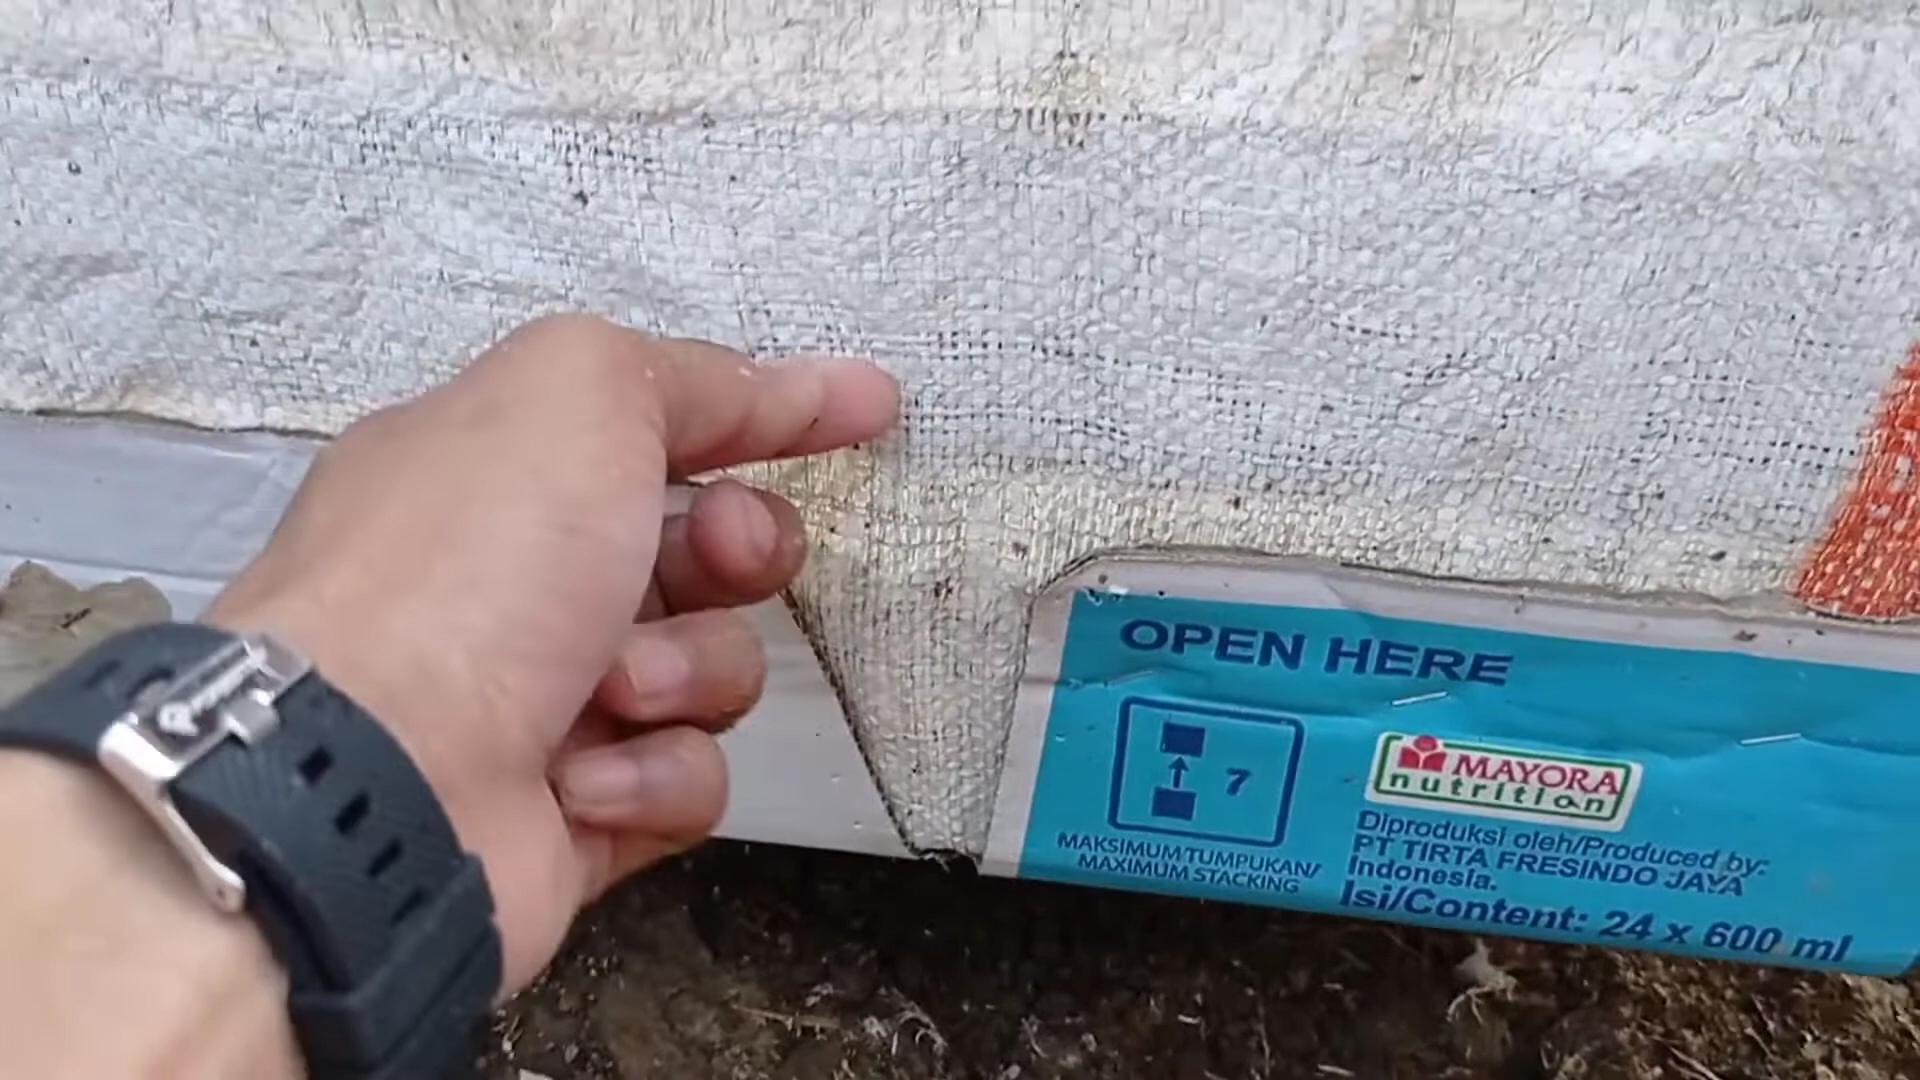 OPEN HERE
7
MAKSIMUM TUMPUKAN/
MAXIMUM STACKING
MAYORA
nutrition
Diproduksi oleh/Produced by:
PT TIRTA FRESINDO JAYA
Indonesia.
Isi/Content: 24 x 600 ml